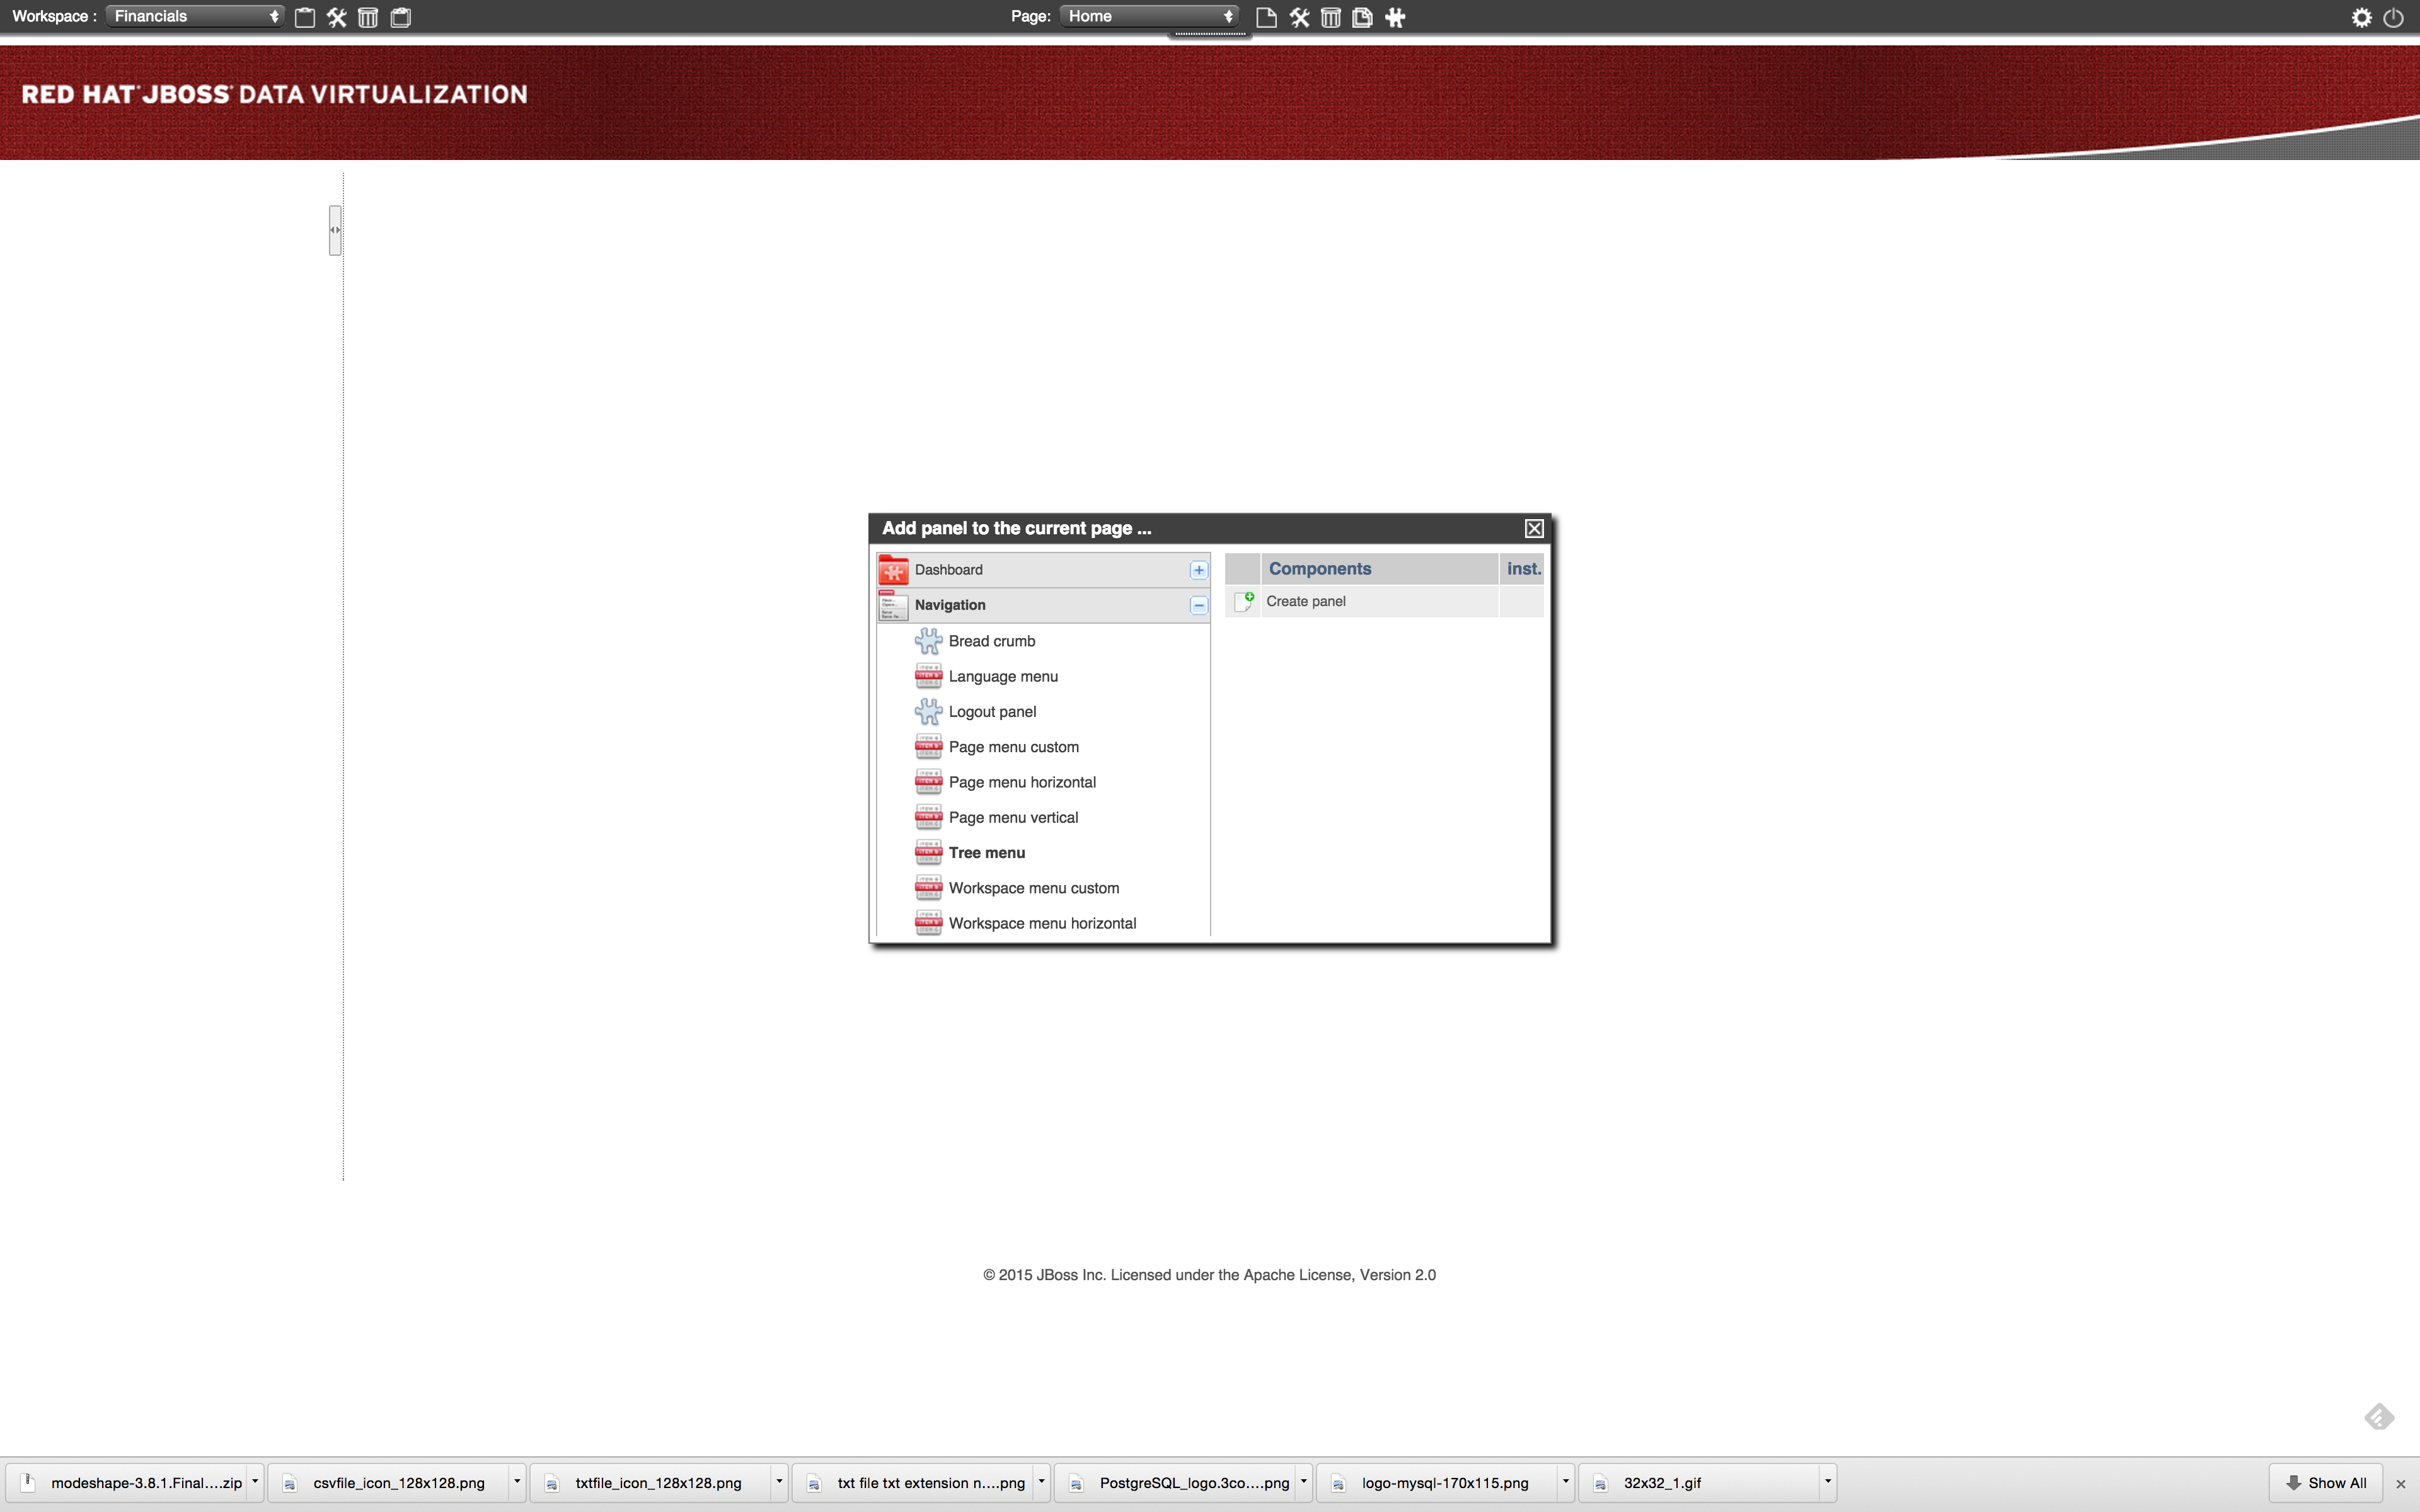 Workspace : Financials Page: Home
RED HAT® JBOSS® DATA VIRTUALIZATION
Add panel to the current page ...
Dashboard
Components inst.
Navigation
Create panel
Bread crumb
Language menu
Logout panel
Page menu custom
Page menu horizontal
Page menu vertical
Tree menu
Workspace menu custom
Workspace menu horizontal
© 2015 JBoss Inc. Licensed under the Apache License, Version 2.0
modeshape-3.8.1.Final....zip csvfile_icon_128x128.png txtfile_icon_128x128.png txt file txt extension n....png PostgreSQL_logo.3co....png logo-mysql-170x115.png 32x32_1.gif Show All